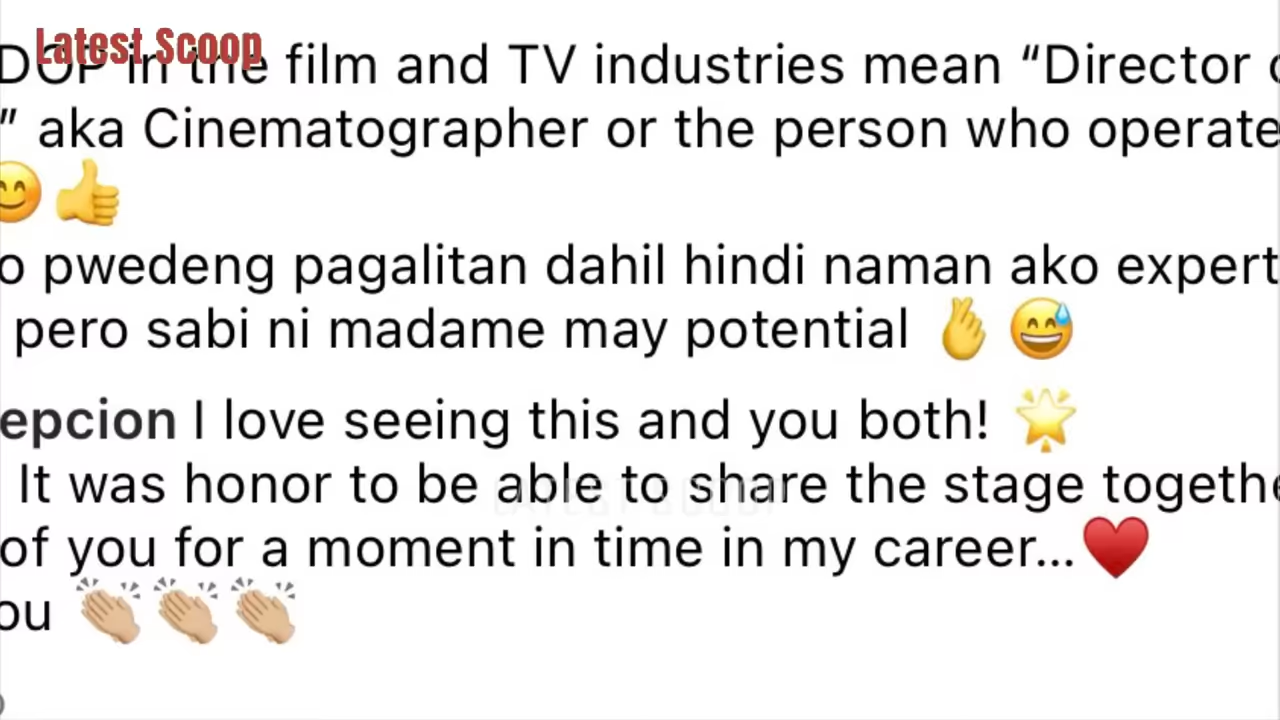 Latest Scoop
DOP in the film and TV industries mean “Director
” aka Cinematographer or the person who operate
😊👍
o pwedeng pagalitan dahil hindi naman ako expert
pero sabi ni madame may potential 🫰😅
epcion I love seeing this and you both! 🌟
It was honor to be able to share the stage togethe
LATEST SCOOP
of you for a moment in time in my career...♥️
ou 👏🏼👏🏼👏🏼